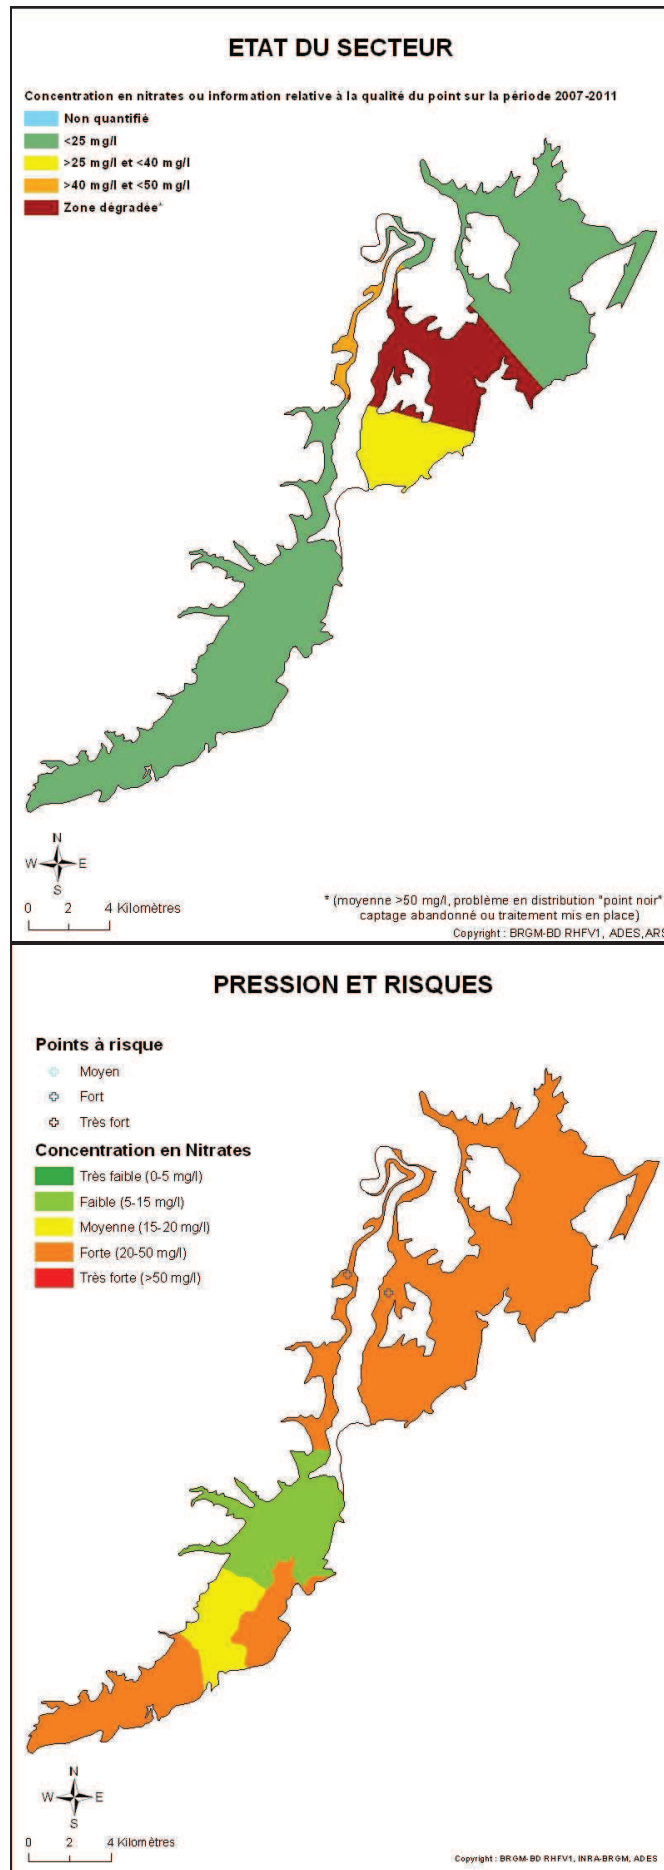 ETAT DU SECTEUR
Concentration en nitrates ou information relative à la qualité du point sur la période 2007-2011
Non quantifié
<25 mg/l
>25 mg/l et <40 mg/l
>40 mg/l et <50 mg/l
Zone dégradée*
N
W E
S
0 2 4 Kilomètres
* (moyenne >50 mg/l, problème en distribution "point noir"
captage abandonné ou traitement mis en place)
Copyright : BRGM-BD RHFV1, ADES,ARS
PRESSION ET RISQUES
Points à risque
Moyen
Fort
Très fort
Concentration en Nitrates
Très faible (0-5 mg/l)
Faible (5-15 mg/l)
Moyenne (15-20 mg/l)
Forte (20-50 mg/l)
Très forte (>50 mg/l)
N
W E
S
0 2 4 Kilomètres
Copyright : BRGM-BD RHFV1, INRA-BRGM, ADES